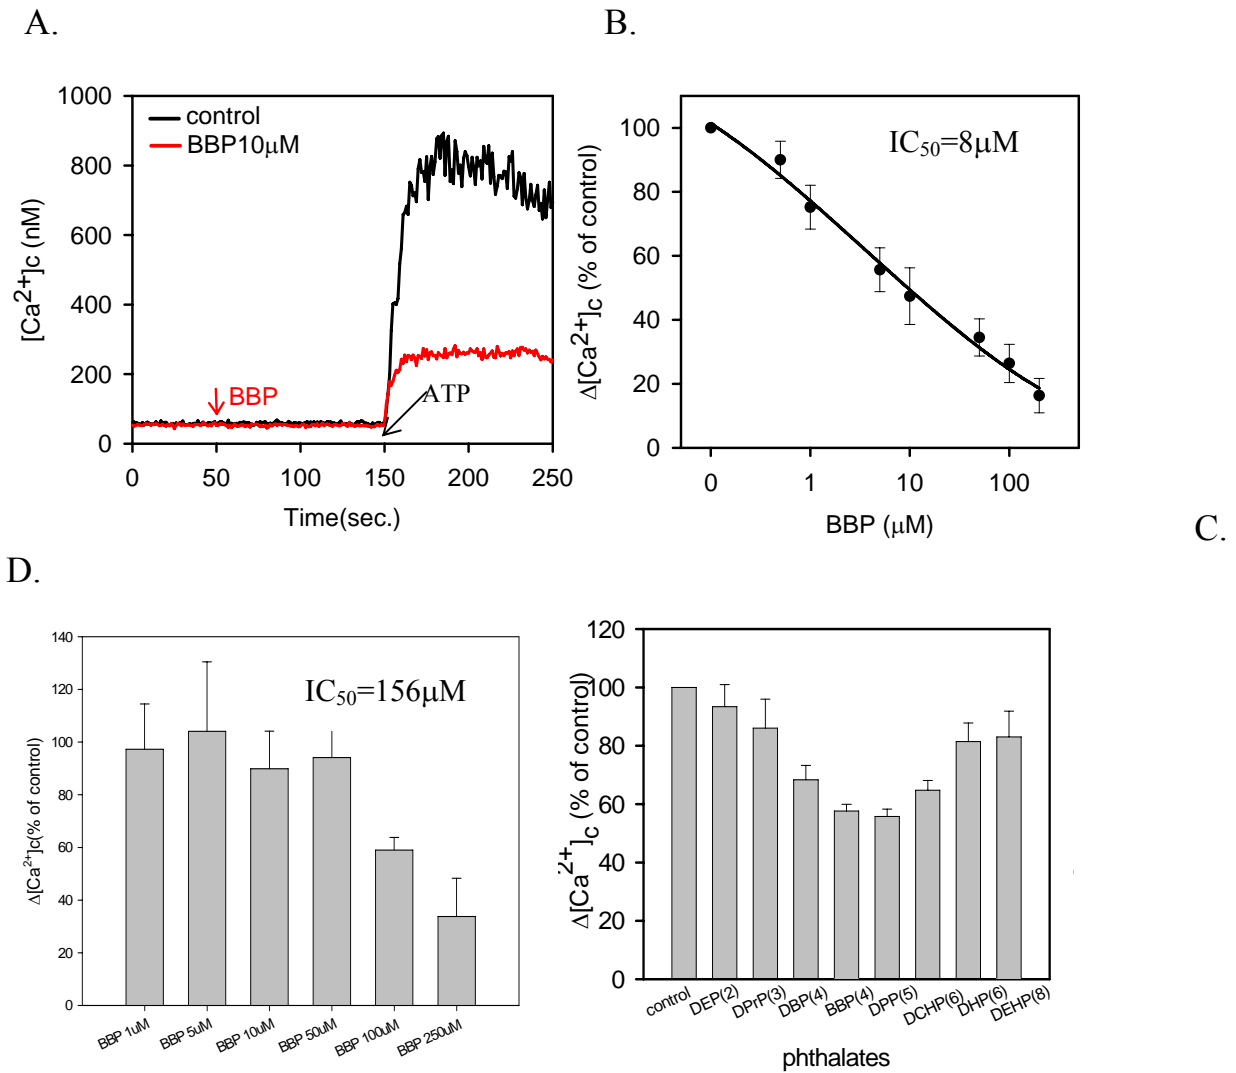 A.
B.
1000
800
600
400
200
0
[Ca2+]c (nM)
control
BBP10μM
BBP
ATP
0 50 100 150 200 250
Time(sec.)
100
80
60
40
20
0
Δ[Ca2+]c (% of control)
IC50=8μM
0 1 10 100
BBP (μM)
C.
D.
140
120
100
80
60
40
20
0
Δ[Ca2+]c(% of control)
IC50=156μM
BBP 1uM BBP 5uM BBP 10uM BBP 50uM BBP 100uM BBP 250uM
120
100
80
60
40
20
0
Δ[Ca2+]c (% of control)
control DEP(2) DPrP(3) DBP(4) BBP(4) DPP(5) DCHP(6) DHP(6) DEHP(8)
phthalates